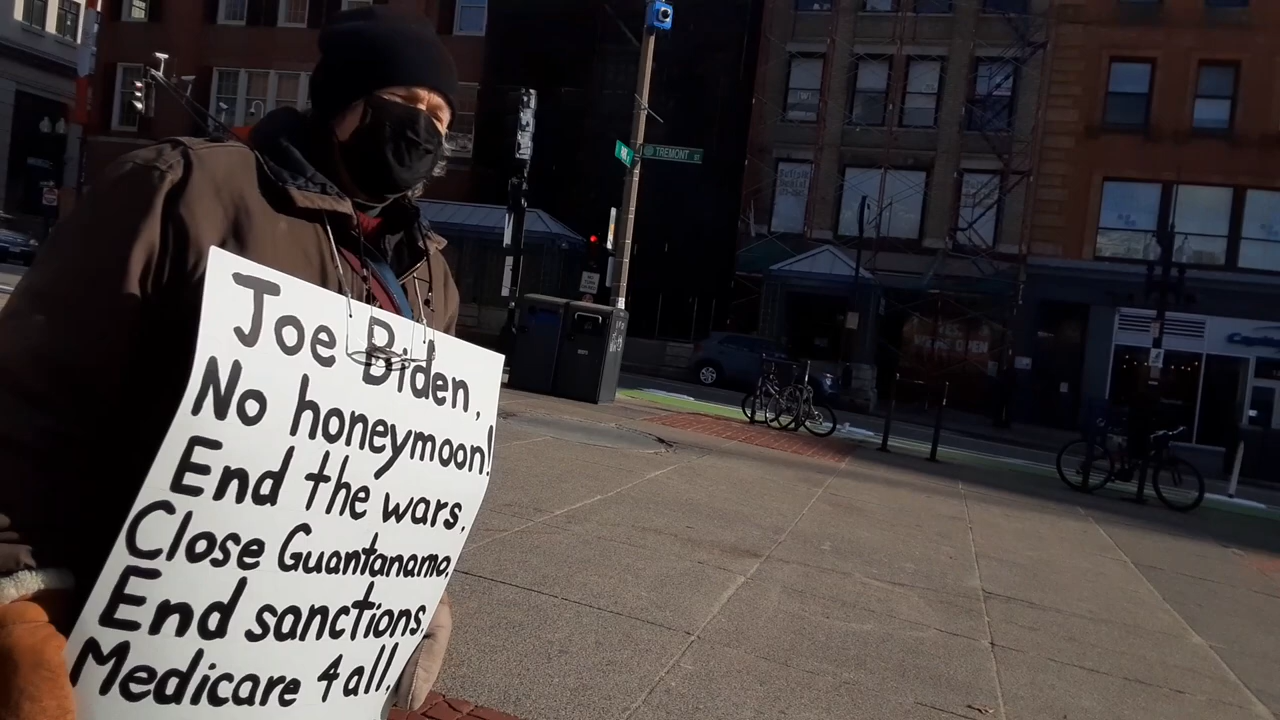 Joe Biden,
No honeymoon!
End the wars.
Close Guantanamo.
End sanctions.
Medicare 4 all.
TREMONT ST